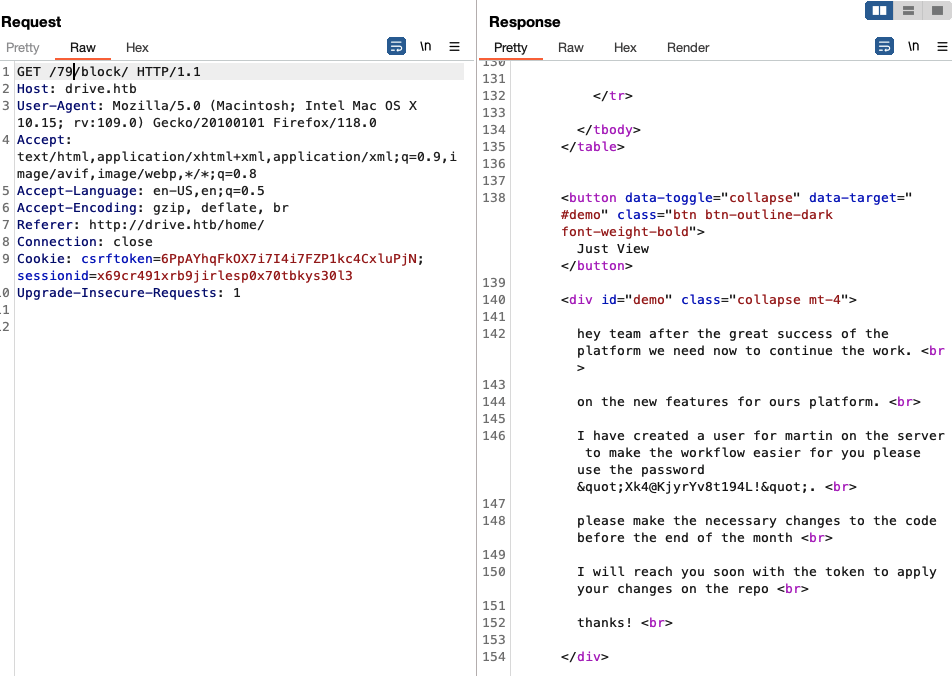 Request
Pretty Raw Hex \n
1 GET /79/block/ HTTP/1.1
2 Host: drive.htb
3 User-Agent: Mozilla/5.0 (Macintosh; Intel Mac OS X
10.15; rv:109.0) Gecko/20100101 Firefox/118.0
4 Accept:
text/html,application/xhtml+xml,application/xml;q=0.9,i
mage/avif,image/webp,*/*;q=0.8
5 Accept-Language: en-US,en;q=0.5
6 Accept-Encoding: gzip, deflate, br
7 Referer: http://drive.htb/home/
8 Connection: close
9 Cookie: csrftoken=6PpAYhqFkOX7i7I4i7FZP1kc4CxluPjN;
sessionid=x69cr491xrb9jirlesp0x70tbkys30l3
10 Upgrade-Insecure-Requests: 1
11
12
Response
Pretty Raw Hex Render \n
130
131
132 </tr>
133
134 </tbody>
135 </table>
136
137
138 <button data-toggle="collapse" data-target="
#demo" class="btn btn-outline-dark
font-weight-bold">
Just View
</button>
139
140 <div id="demo" class="collapse mt-4">
141
142 hey team after the great success of the
platform we need now to continue the work. <br
>
143
144 on the new features for ours platform. <br>
145
146 I have created a user for martin on the server
to make the workflow easier for you please
use the password
&quot;Xk4@KjyrYv8t194L!&quot;. <br>
147
148 please make the necessary changes to the code
before the end of the month <br>
149
150 I will reach you soon with the token to apply
your changes on the repo <br>
151
152 thanks! <br>
153
154 </div>